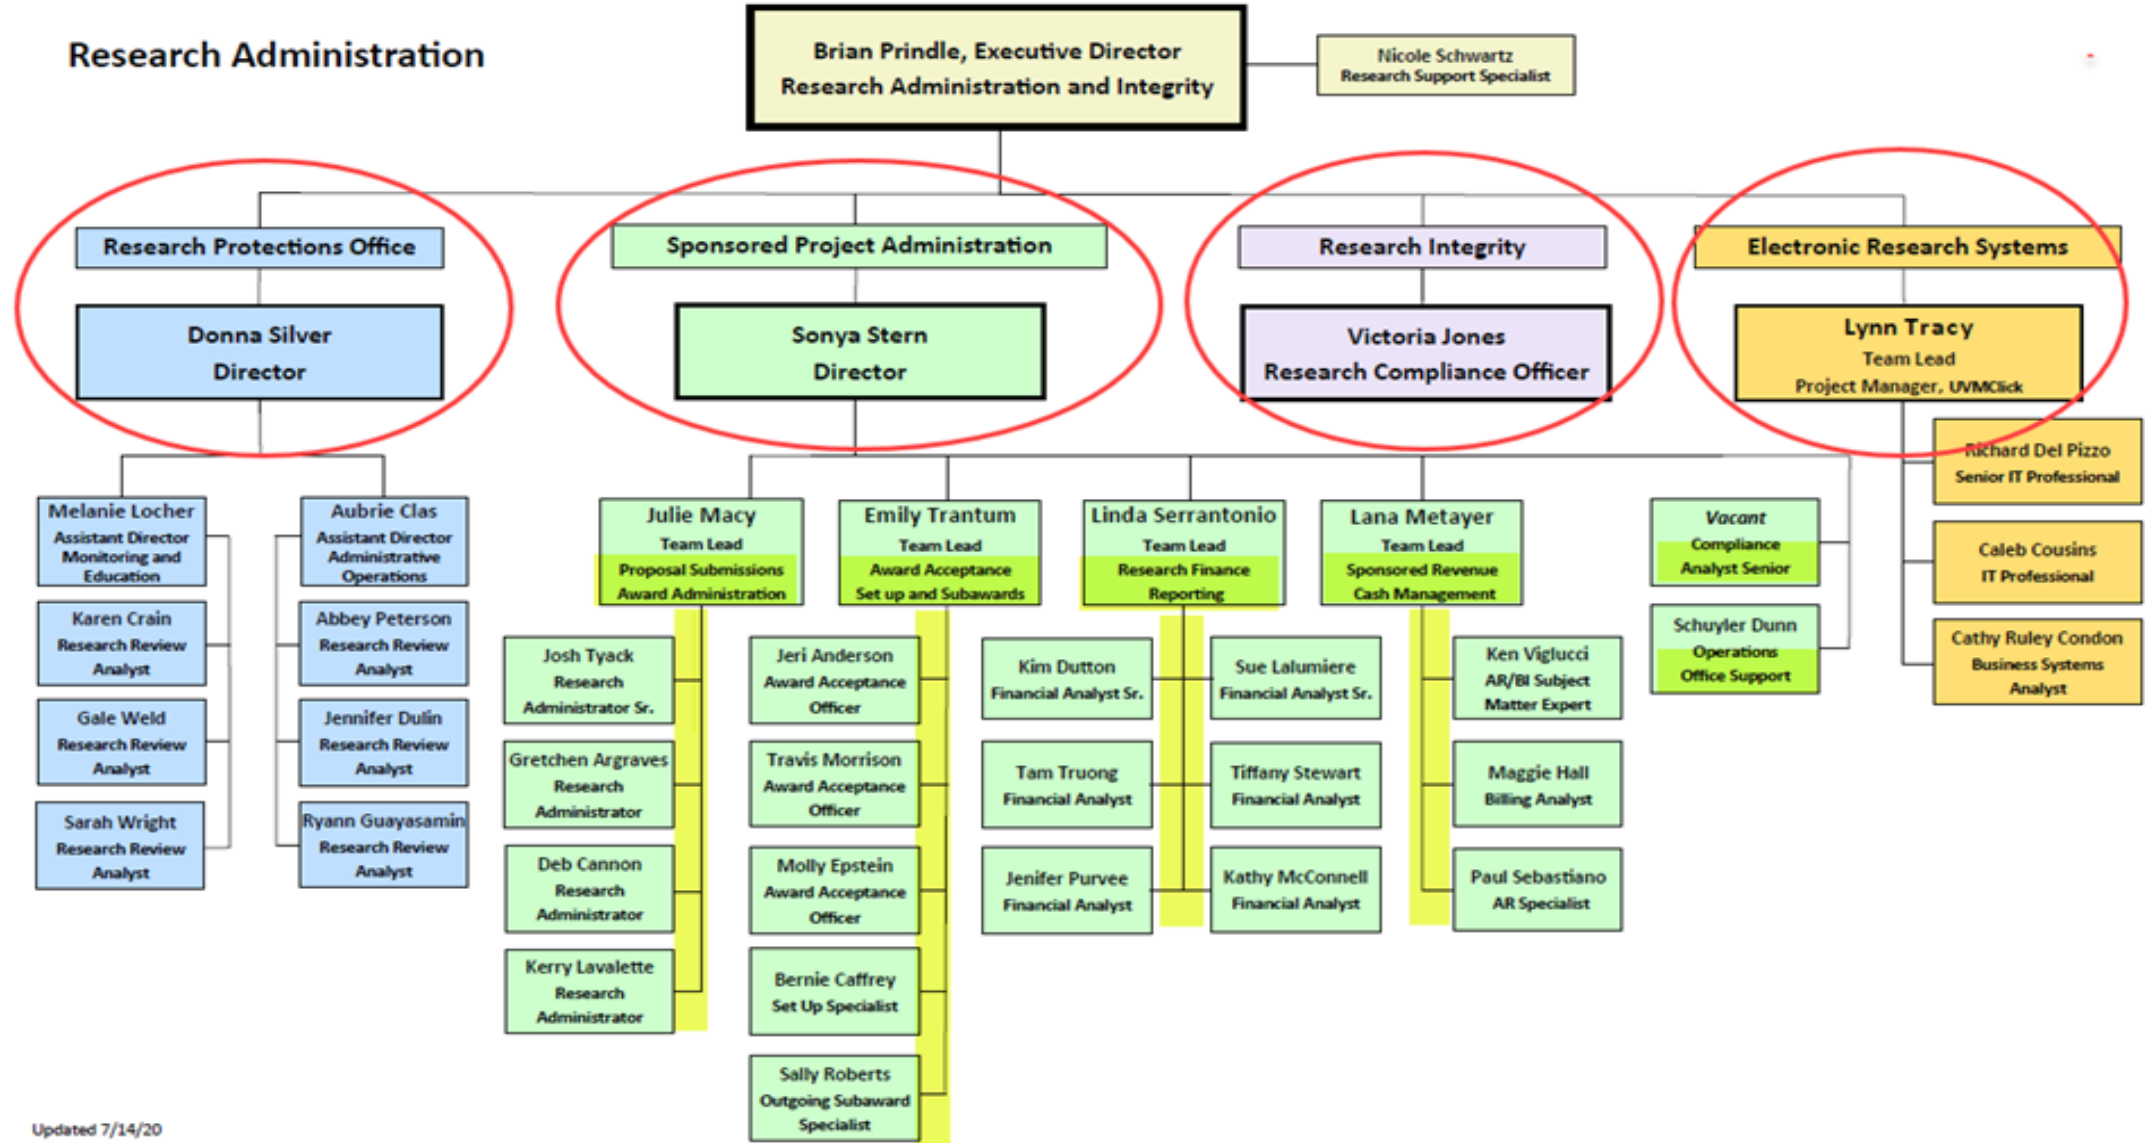 Research Administration
Brian Prindle, Executive Director
Research Administration and Integrity
Nicole Schwartz
Research Support Specialist
Research Protections Office
Donna Silver
Director
Sponsored Project Administration
Sonya Stern
Director
Research Integrity
Victoria Jones
Research Compliance Officer
Electronic Research Systems
Lynn Tracy
Team Lead
Project Manager, UVMClick
Melanie Locher
Assistant Director
Monitoring and
Education
Karen Crain
Research Review
Analyst
Gale Weld
Research Review
Analyst
Sarah Wright
Research Review
Analyst
Aubrie Clas
Assistant Director
Administrative
Operations
Abbey Peterson
Research Review
Analyst
Jennifer Dulin
Research Review
Analyst
Ryann Guayasamin
Research Review
Analyst
Julie Macy
Team Lead
Proposal Submissions
Award Administration
Josh Tyack
Research
Administrator Sr.
Gretchen Argraves
Research
Administrator
Deb Cannon
Research
Administrator
Kerry Lavalette
Research
Administrator
Emily Trantum
Team Lead
Award Acceptance
Set up and Subawards
Jeri Anderson
Award Acceptance
Officer
Travis Morrison
Award Acceptance
Officer
Molly Epstein
Award Acceptance
Officer
Bernie Caffrey
Set Up Specialist
Sally Roberts
Outgoing Subaward
Specialist
Linda Serrantonio
Team Lead
Research Finance
Reporting
Kim Dutton
Financial Analyst Sr.
Tam Truong
Financial Analyst
Jenifer Purvee
Financial Analyst
Sue Lalumiere
Financial Analyst Sr.
Tiffany Stewart
Financial Analyst
Kathy McConnell
Financial Analyst
Lana Metayer
Team Lead
Sponsored Revenue
Cash Management
Ken Viglucci
AR/BI Subject
Matter Expert
Maggie Hall
Billing Analyst
Paul Sebastiano
AR Specialist
Vacant
Compliance
Analyst Senior
Schuyler Dunn
Operations
Office Support
Richard Del Pizzo
Senior IT Professional
Caleb Cousins
IT Professional
Cathy Ruley Condon
Business Systems
Analyst
Updated 7/14/20